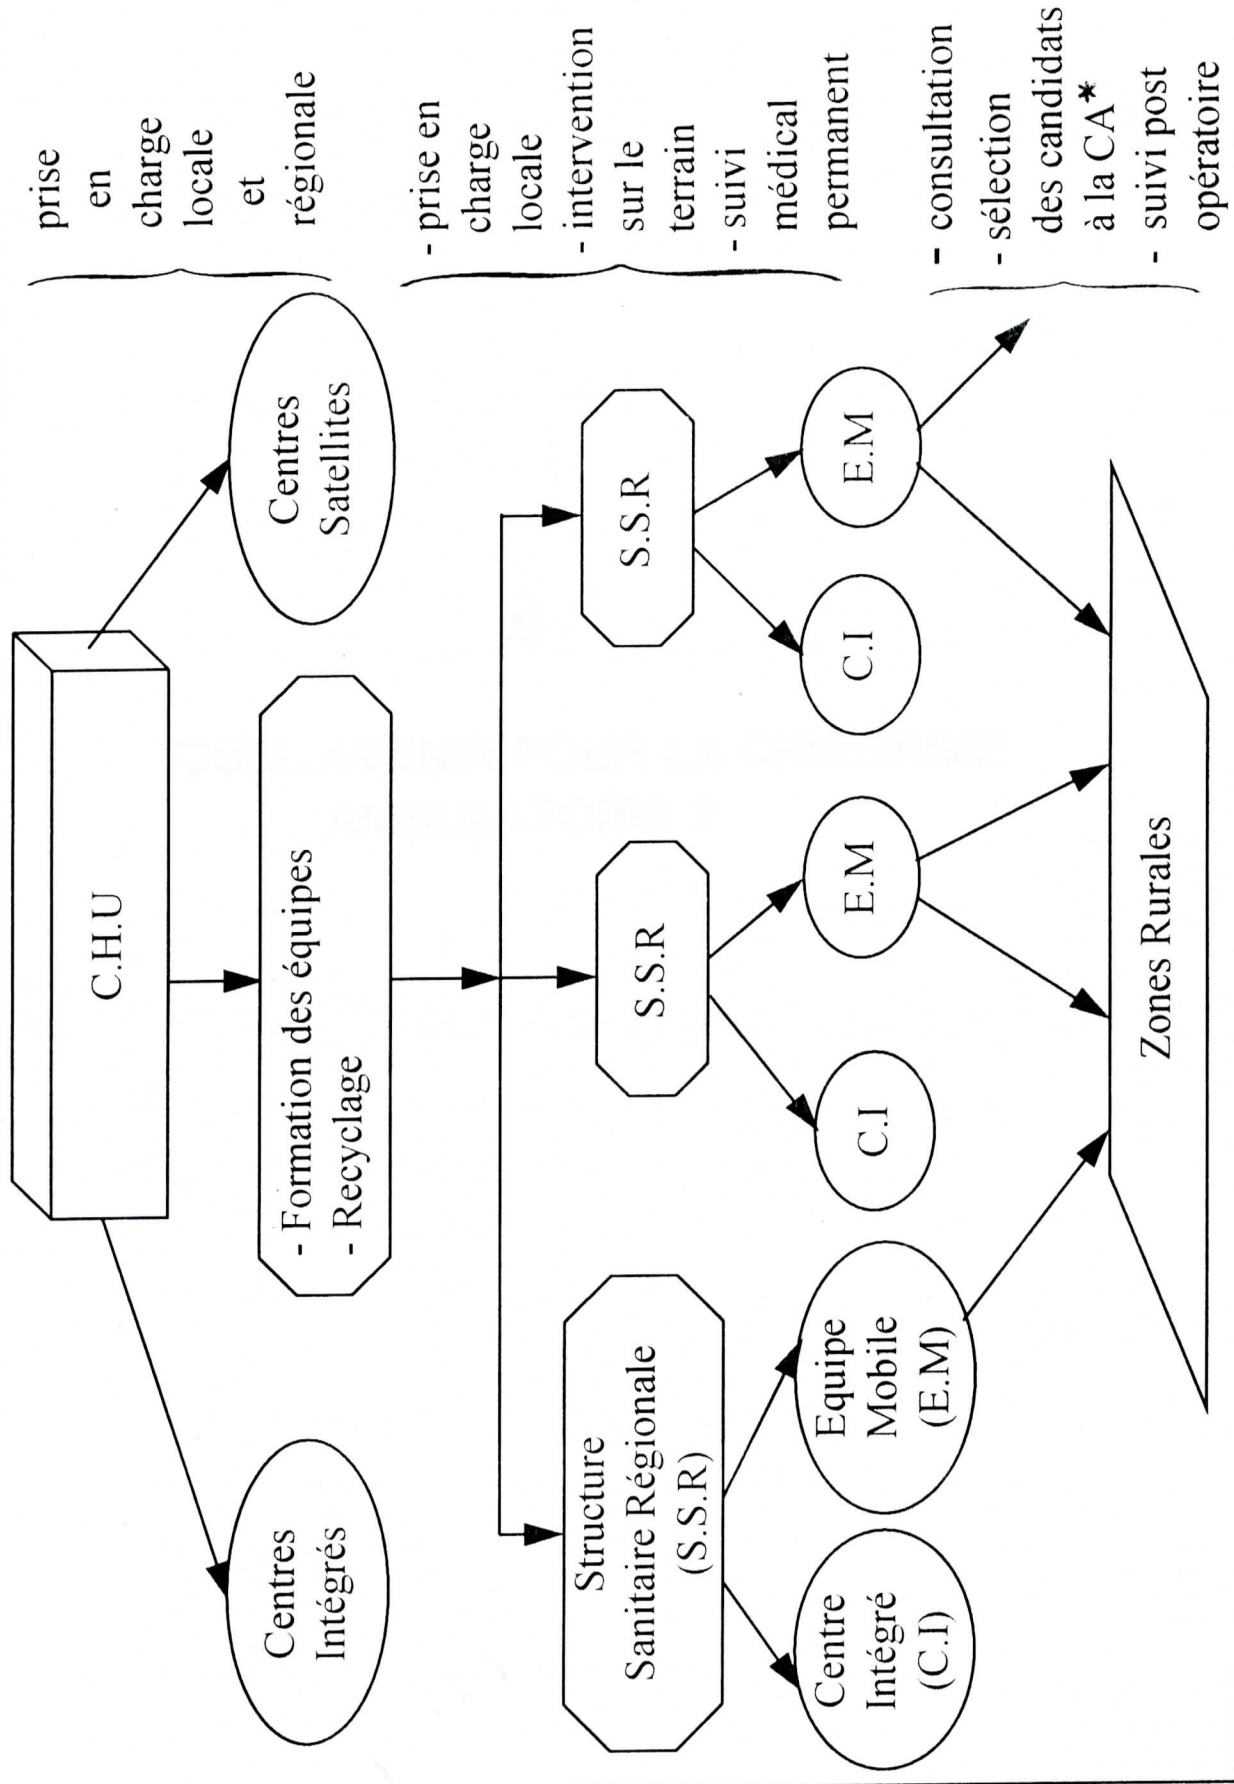 C.H.U
Centres
Intégrés
- Formation des équipes
- Recyclage
Centres
Satellites
prise
en
charge
locale
et
régionale
Structure
Sanitaire Régionale
(S.S.R)
S.S.R
S.S.R
Centre
Intégré
(C.I)
Equipe
Mobile
(E.M)
C.I
E.M
C.I
E.M
- prise en
charge
locale
- intervention
sur le
terrain
- suivi
médical
permanent
Zones Rurales
- consultation
- sélection
des candidats
à la CA*
- suivi post
opératoire